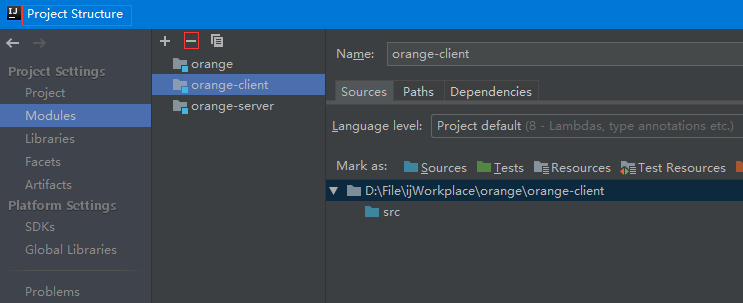 IJ Project Structure
Project Settings
Project
Modules
Libraries
Facets
Artifacts
Platform Settings
SDKs
Global Libraries
Problems
orange
orange-client
orange-server
Name: orange-client
Sources Paths Dependencies
Language level: Project default (8 - Lambdas, type annotations etc.)
Mark as: Sources Tests Resources Test Resources
D:\File\ijWorkplace\orange\orange-client
src